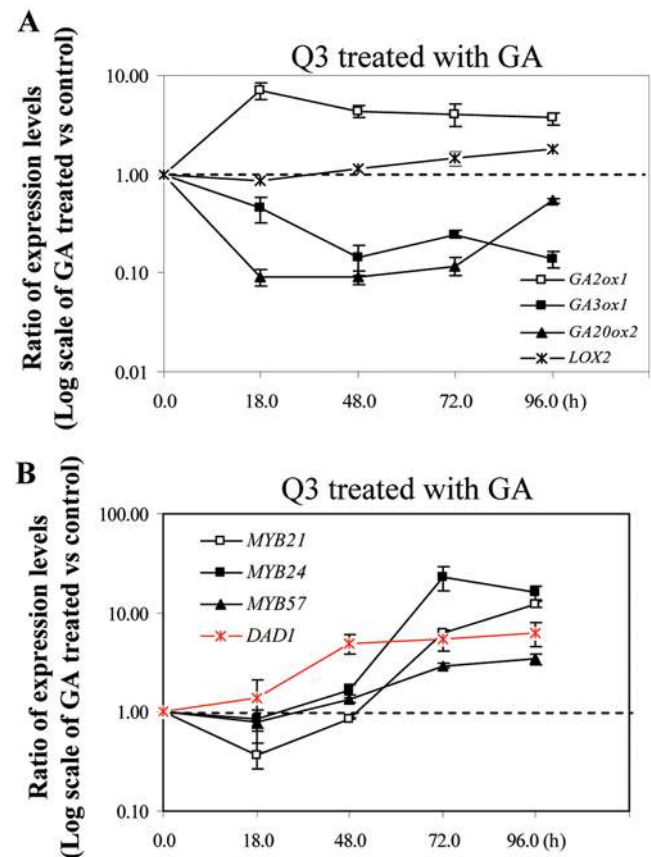 A
Q3 treated with GA
Ratio of expression levels
(Log scale of GA treated vs control)
10.00
1.00
0.10
0.01
GA2ox1
GA3ox1
GA20ox2
LOX2
0.0 18.0 48.0 72.0 96.0 (h)
B
Q3 treated with GA
Ratio of expression levels
(Log scale of GA treated vs control)
100.00
10.00
1.00
0.10
MYB21
MYB24
MYB57
DAD1
0.0 18.0 48.0 72.0 96.0 (h)